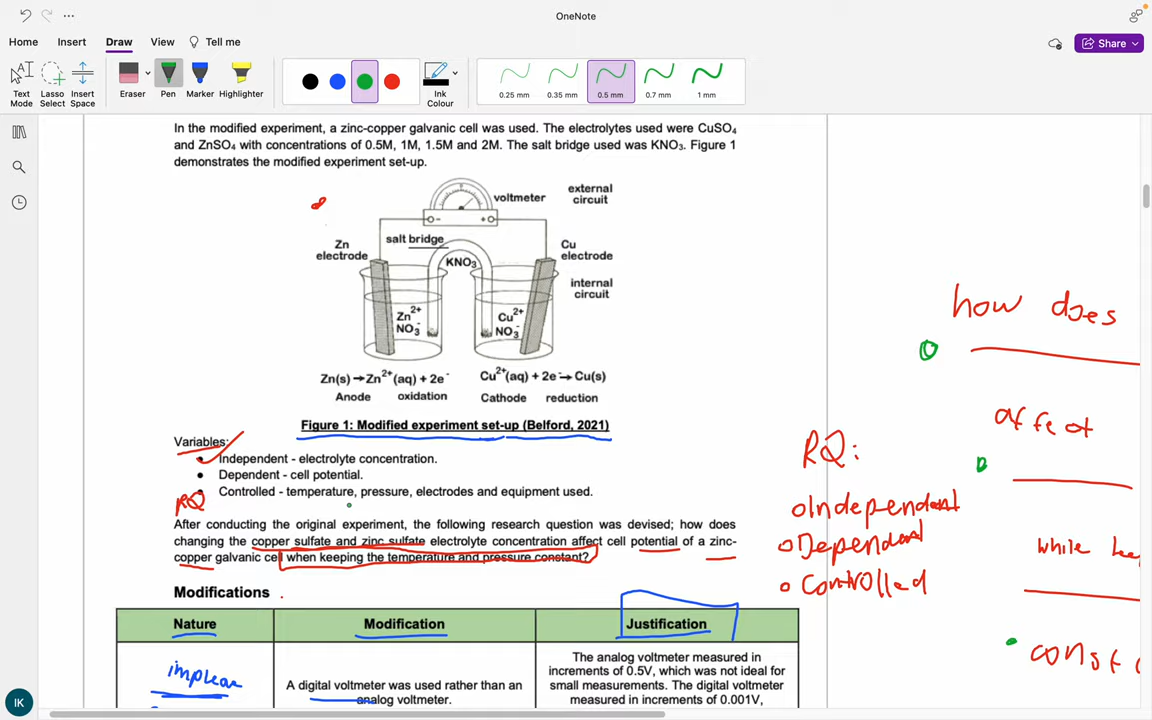 OneNote
Home Insert Draw View Tell me
Share
Text Mode
Lasso Select
Insert Space
Eraser
Pen
Marker
Highlighter
Ink Colour
0.25 mm
0.35 mm
0.5 mm
0.7 mm
1 mm
In the modified experiment, a zinc-copper galvanic cell was used. The electrolytes used were CuSO₄
and ZnSO₄ with concentrations of 0.5M, 1M, 1.5M and 2M. The salt bridge used was KNO₃. Figure 1
demonstrates the modified experiment set-up.
voltmeter
external
circuit
salt bridge
Zn
electrode
Cu
electrode
KNO₃
internal
circuit
Zn²⁺
NO₃⁻
Cu²⁺
NO₃⁻
Zn(s)→Zn²⁺(aq) + 2e⁻
Anode oxidation
Cu²⁺(aq) + 2e⁻→Cu(s)
Cathode reduction
Figure 1: Modified experiment set-up (Belford, 2021)
Variables:
• Independent - electrolyte concentration.
• Dependent - cell potential.
• Controlled - temperature, pressure, electrodes and equipment used.
RQ
After conducting the original experiment, the following research question was devised; how does
changing the copper sulfate and zinc sulfate electrolyte concentration affect cell potential of a zinc-
copper galvanic cell when keeping the temperature and pressure constant?
Modifications
Nature Modification Justification
A digital voltmeter was used rather than an
analog voltmeter.
The analog voltmeter measured in
increments of 0.5V, which was not ideal for
small measurements. The digital voltmeter
measured in increments of 0.001V,
RQ:
Independent
Dependent
Controlled
how does
affect
while
IK